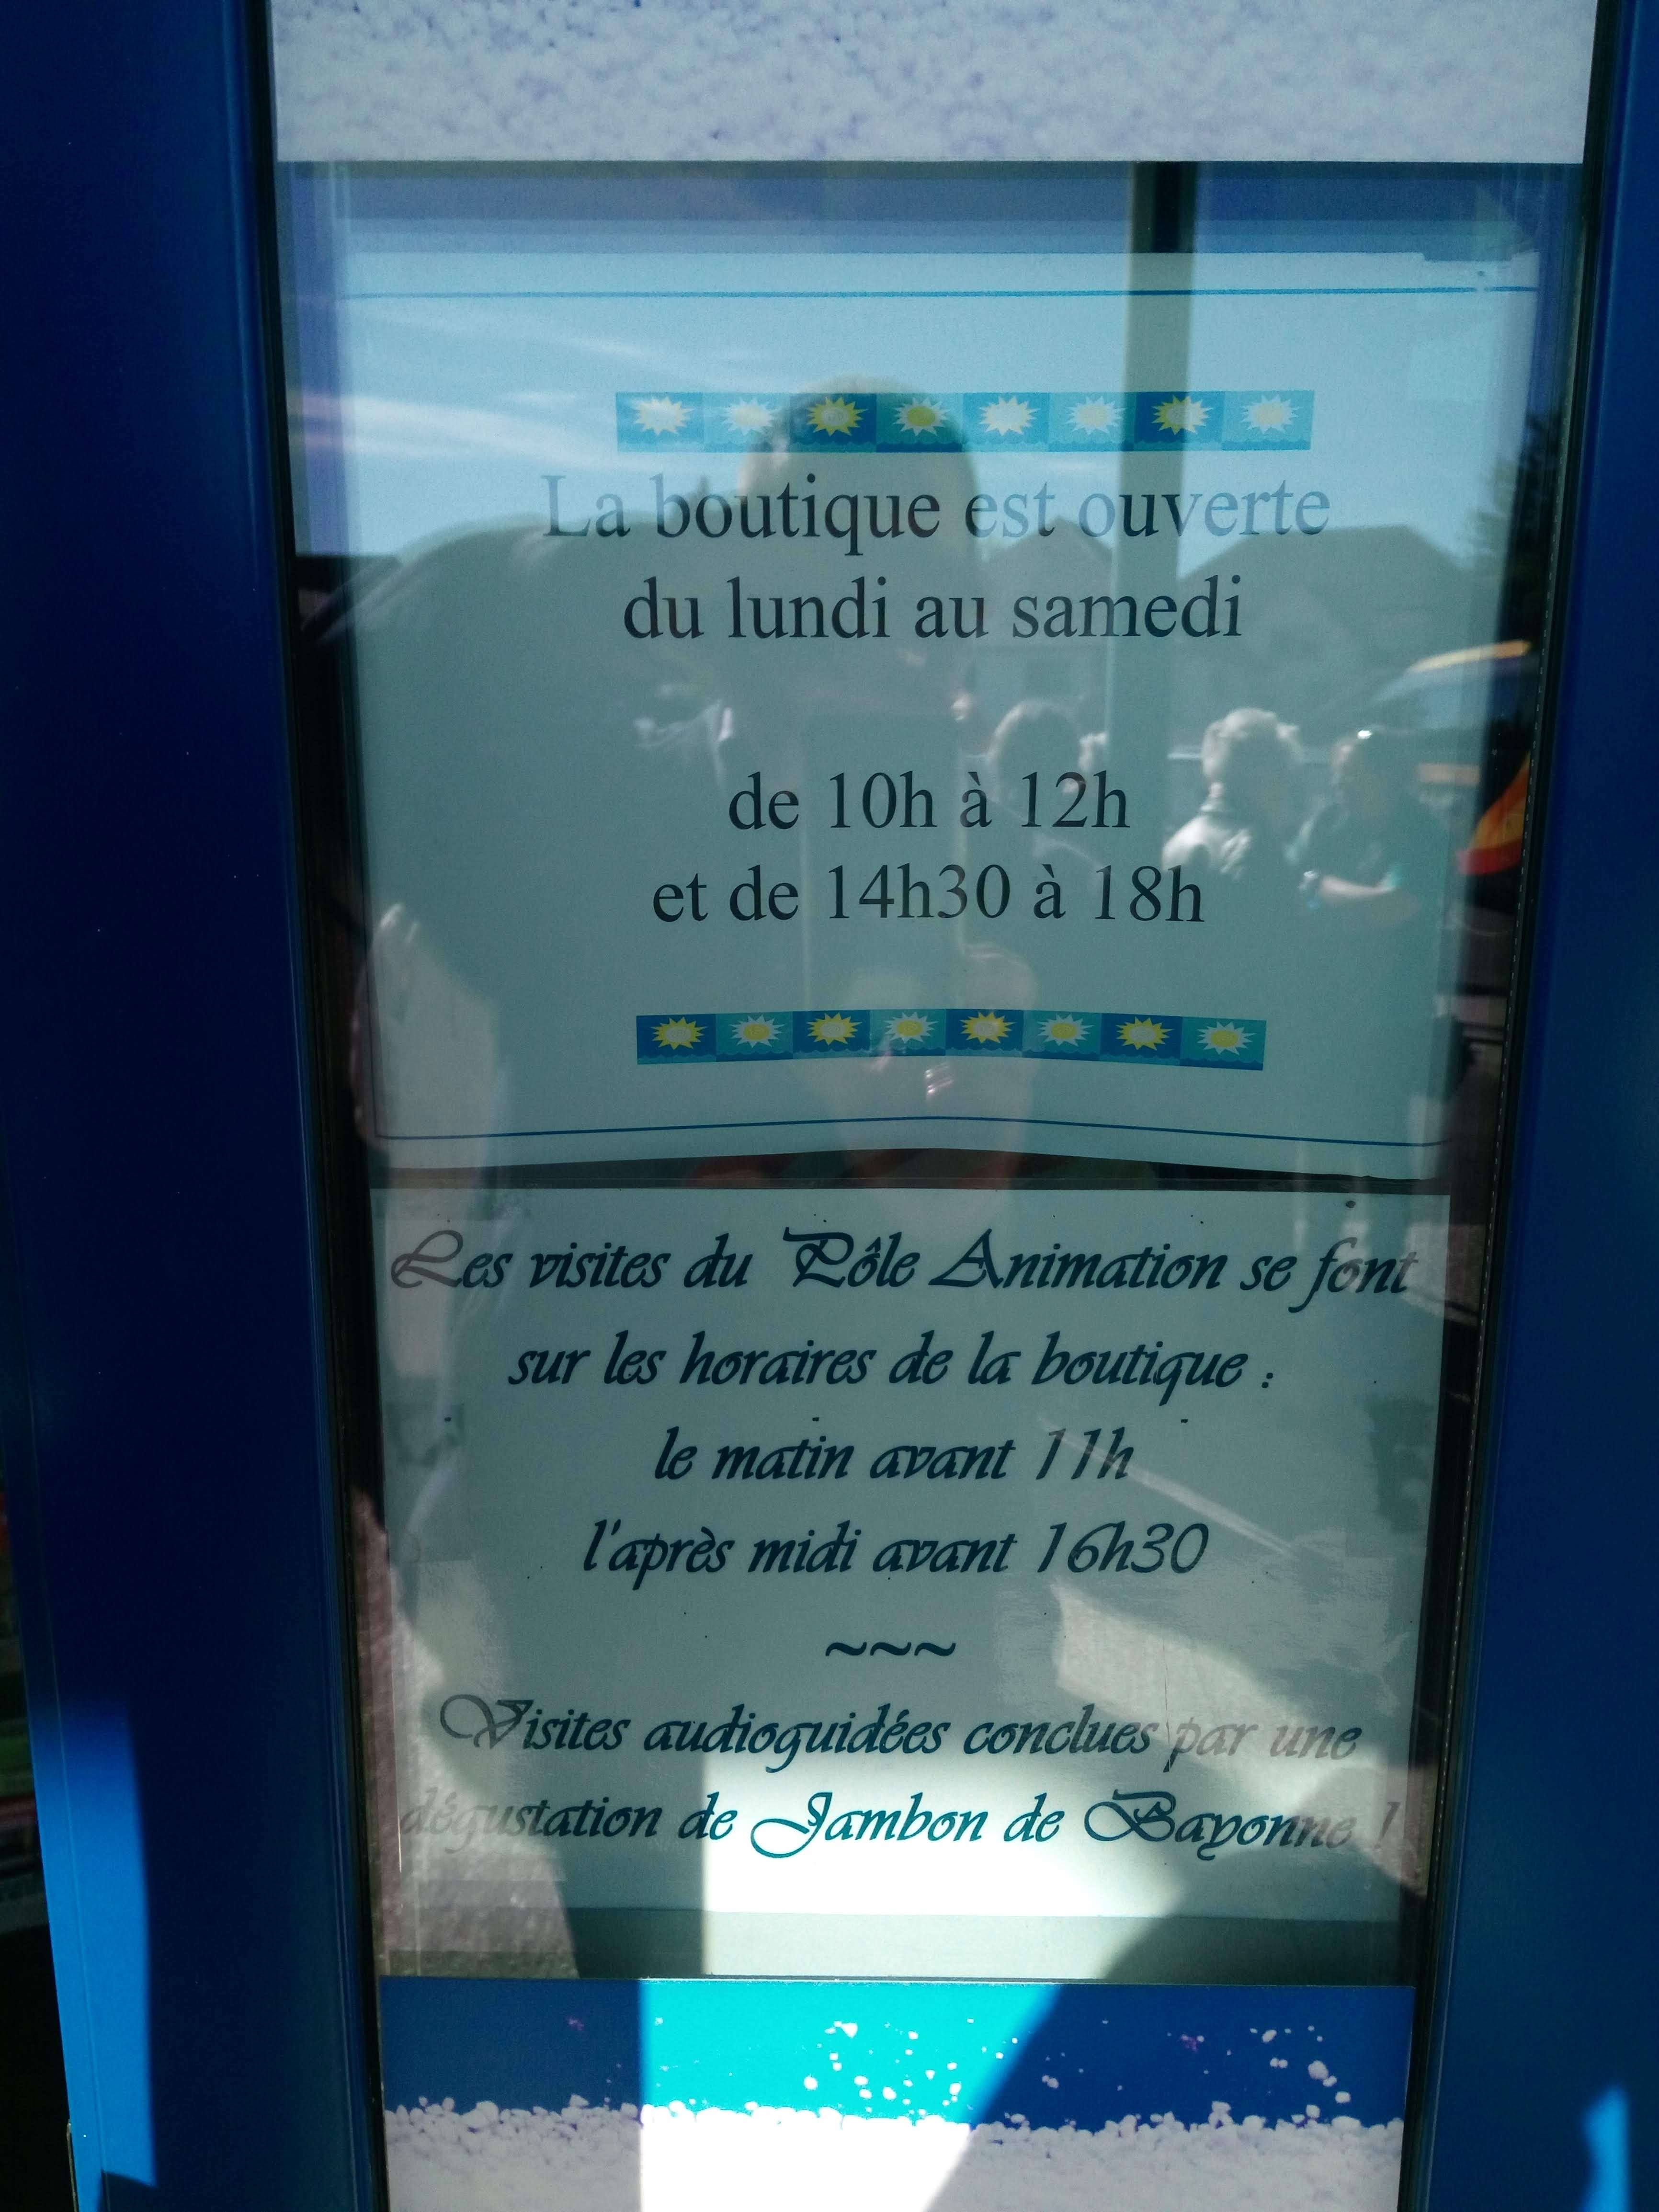 La boutique est ouverte
du lundi au samedi
de 10h à 12h
et de 14h30 à 18h
Les visites du Pôle Animation se font
sur les horaires de la boutique :
le matin avant 11h
l'après midi avant 16h30
~~~
Visites audioguidées conclues par une
dégustation de Jambon de Bayonne !